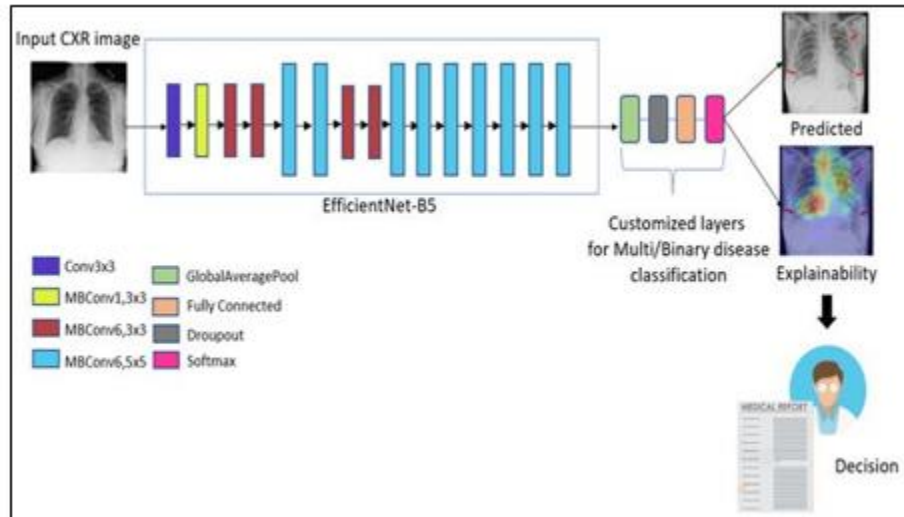 Input CXR image
Predicted
EfficientNet-B5
Customized layers
for Multi/Binary disease
classification
Explainability
Conv3x3
MBConv1,3x3
MBConv6,3x3
MBConv6,5x5
GlobalAveragePool
Fully Connected
Droupout
Softmax
MEDICAL REPORT
Decision